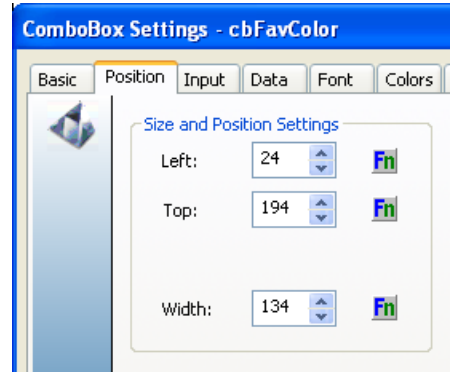 ComboBox Settings - cbFavColor
Basic Position Input Data Font Colors
Size and Position Settings
Left: 24 Fn
Top: 194 Fn
Width: 134 Fn